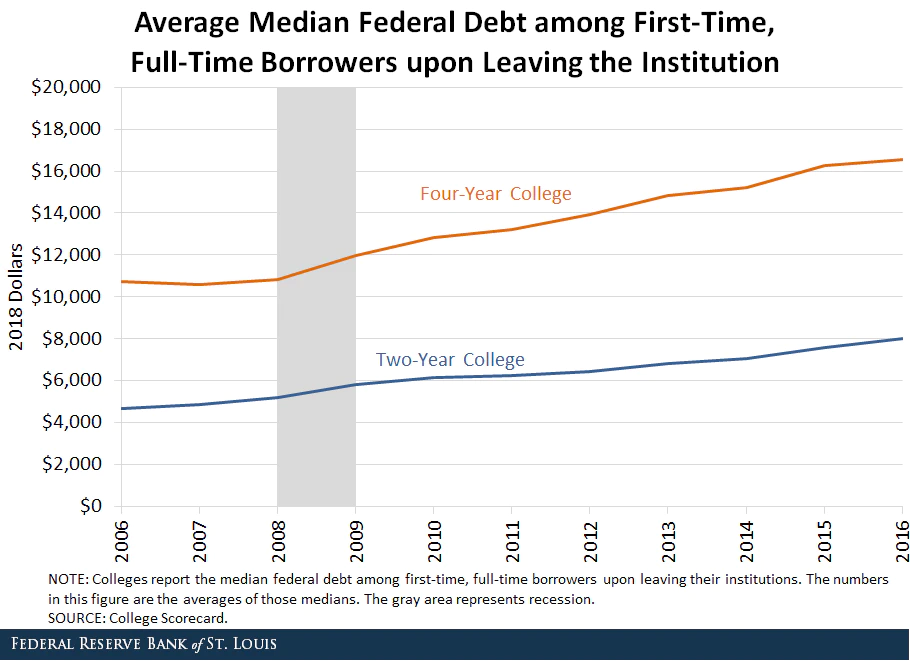 Average Median Federal Debt among First-Time,
Full-Time Borrowers upon Leaving the Institution
$20,000
$18,000
$16,000
$14,000
$12,000
$10,000
$8,000
$6,000
$4,000
$2,000
$0
2018 Dollars
Four-Year College
Two-Year College
2006
2007
2008
2009
2010
2011
2012
2013
2014
2015
2016
NOTE: Colleges report the median federal debt among first-time, full-time borrowers upon leaving their institutions. The numbers
in this figure are the averages of those medians. The gray area represents recession.
SOURCE: College Scorecard.
FEDERAL RESERVE BANK of ST. LOUIS